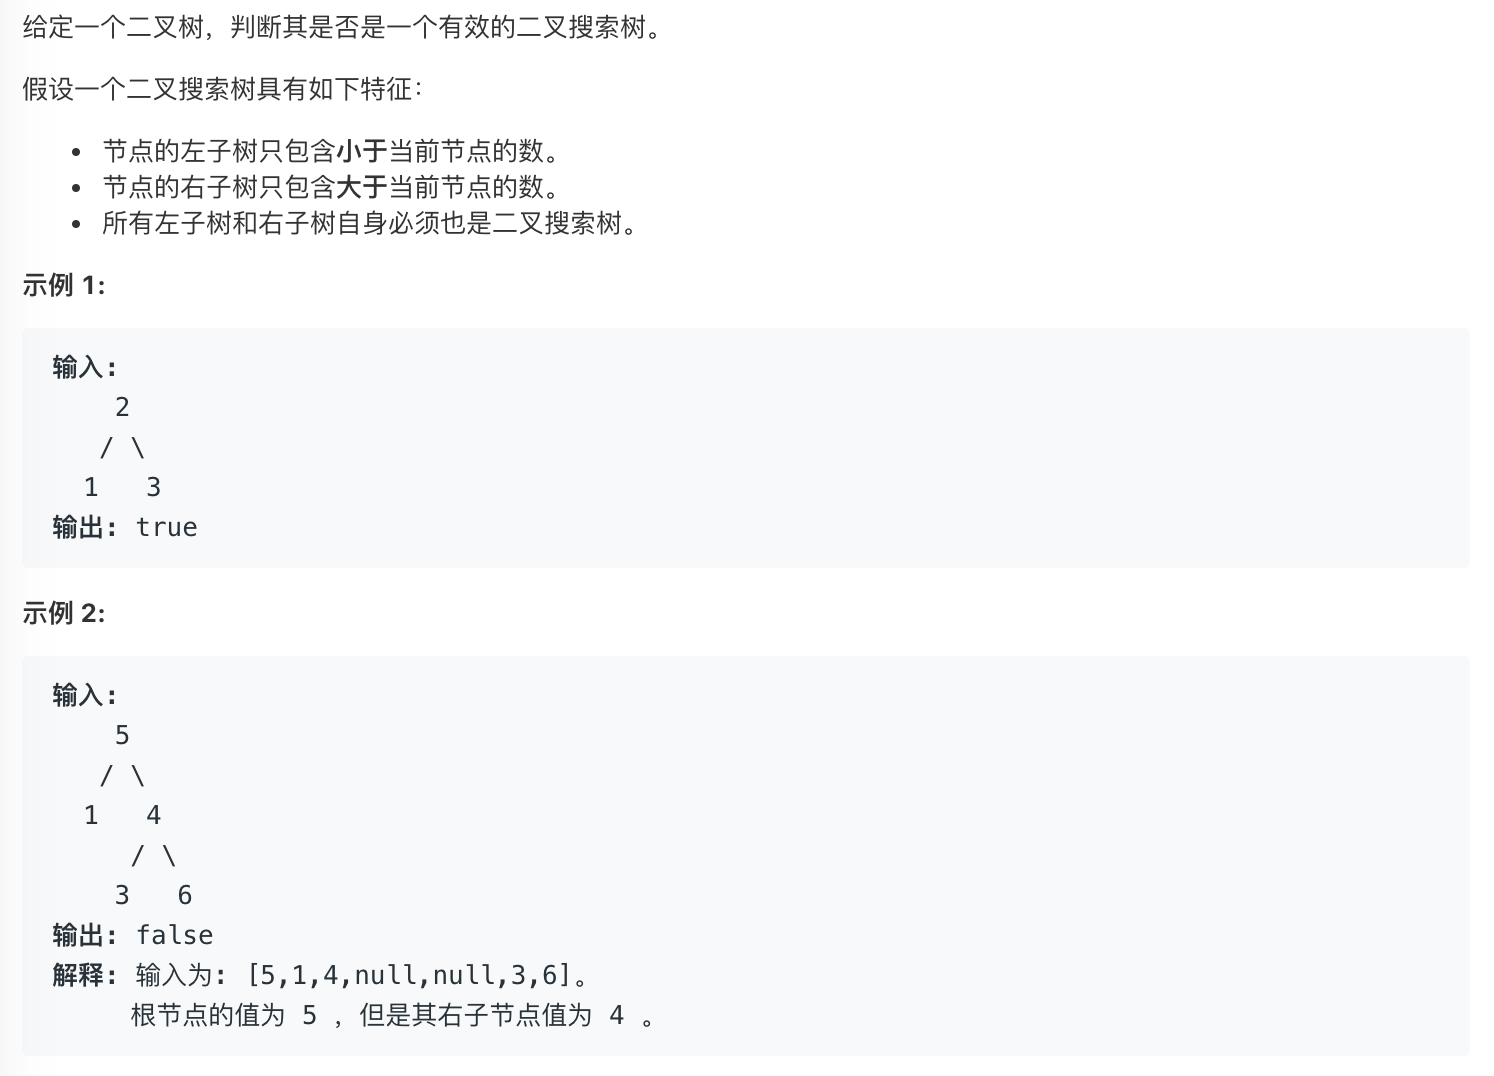 给定一个二叉树，判断其是否是一个有效的二叉搜索树。
假设一个二叉搜索树具有如下特征：
• 节点的左子树只包含小于当前节点的数。
• 节点的右子树只包含大于当前节点的数。
• 所有左子树和右子树自身必须也是二叉搜索树。
示例 1:
输入:
    2
   / \
  1   3
输出: true
示例 2:
输入:
    5
   / \
  1   4
     / \
    3   6
输出: false
解释: 输入为: [5,1,4,null,null,3,6]。
     根节点的值为 5 ，但是其右子节点值为 4 。